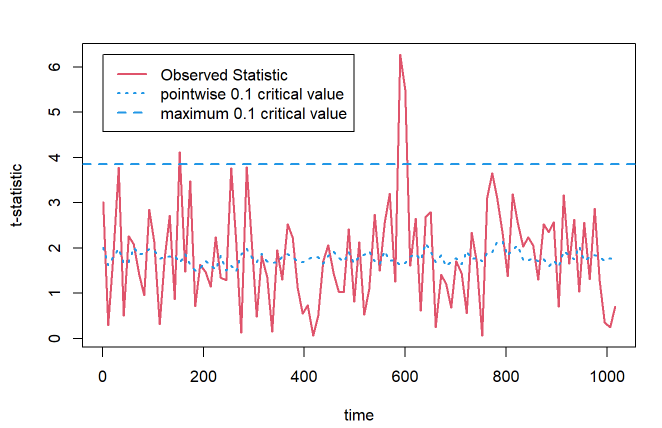 Observed Statistic
pointwise 0.1 critical value
maximum 0.1 critical value
t-statistic
6
5
4
3
2
1
0
0 200 400 600 800 1000
time